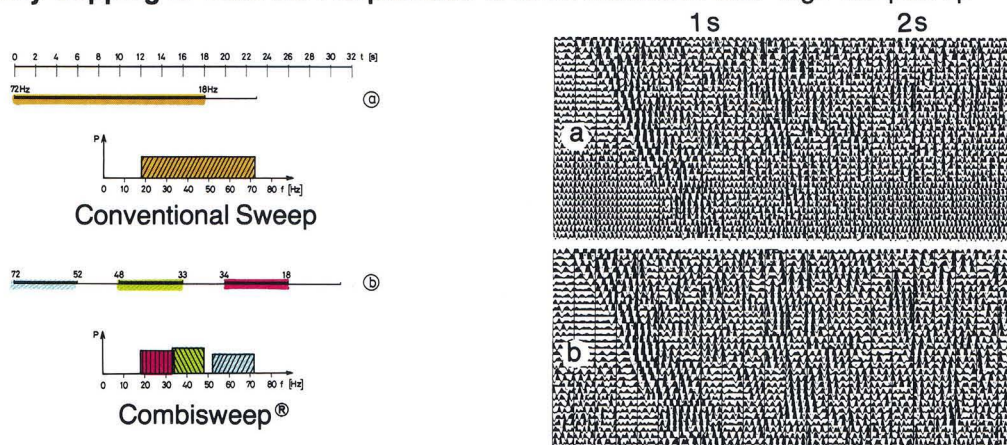 1s 2s
0 2 4 6 8 10 12 14 16 18 20 22 24 26 28 30 32 t [s]
72Hz 18Hz
a
P
0 10 20 30 40 50 60 70 80 f [Hz]
Conventional Sweep
72 52 48 33 34 18
b
P
0 10 20 30 40 50 60 70 80 f [Hz]
Combisweep®
a
b